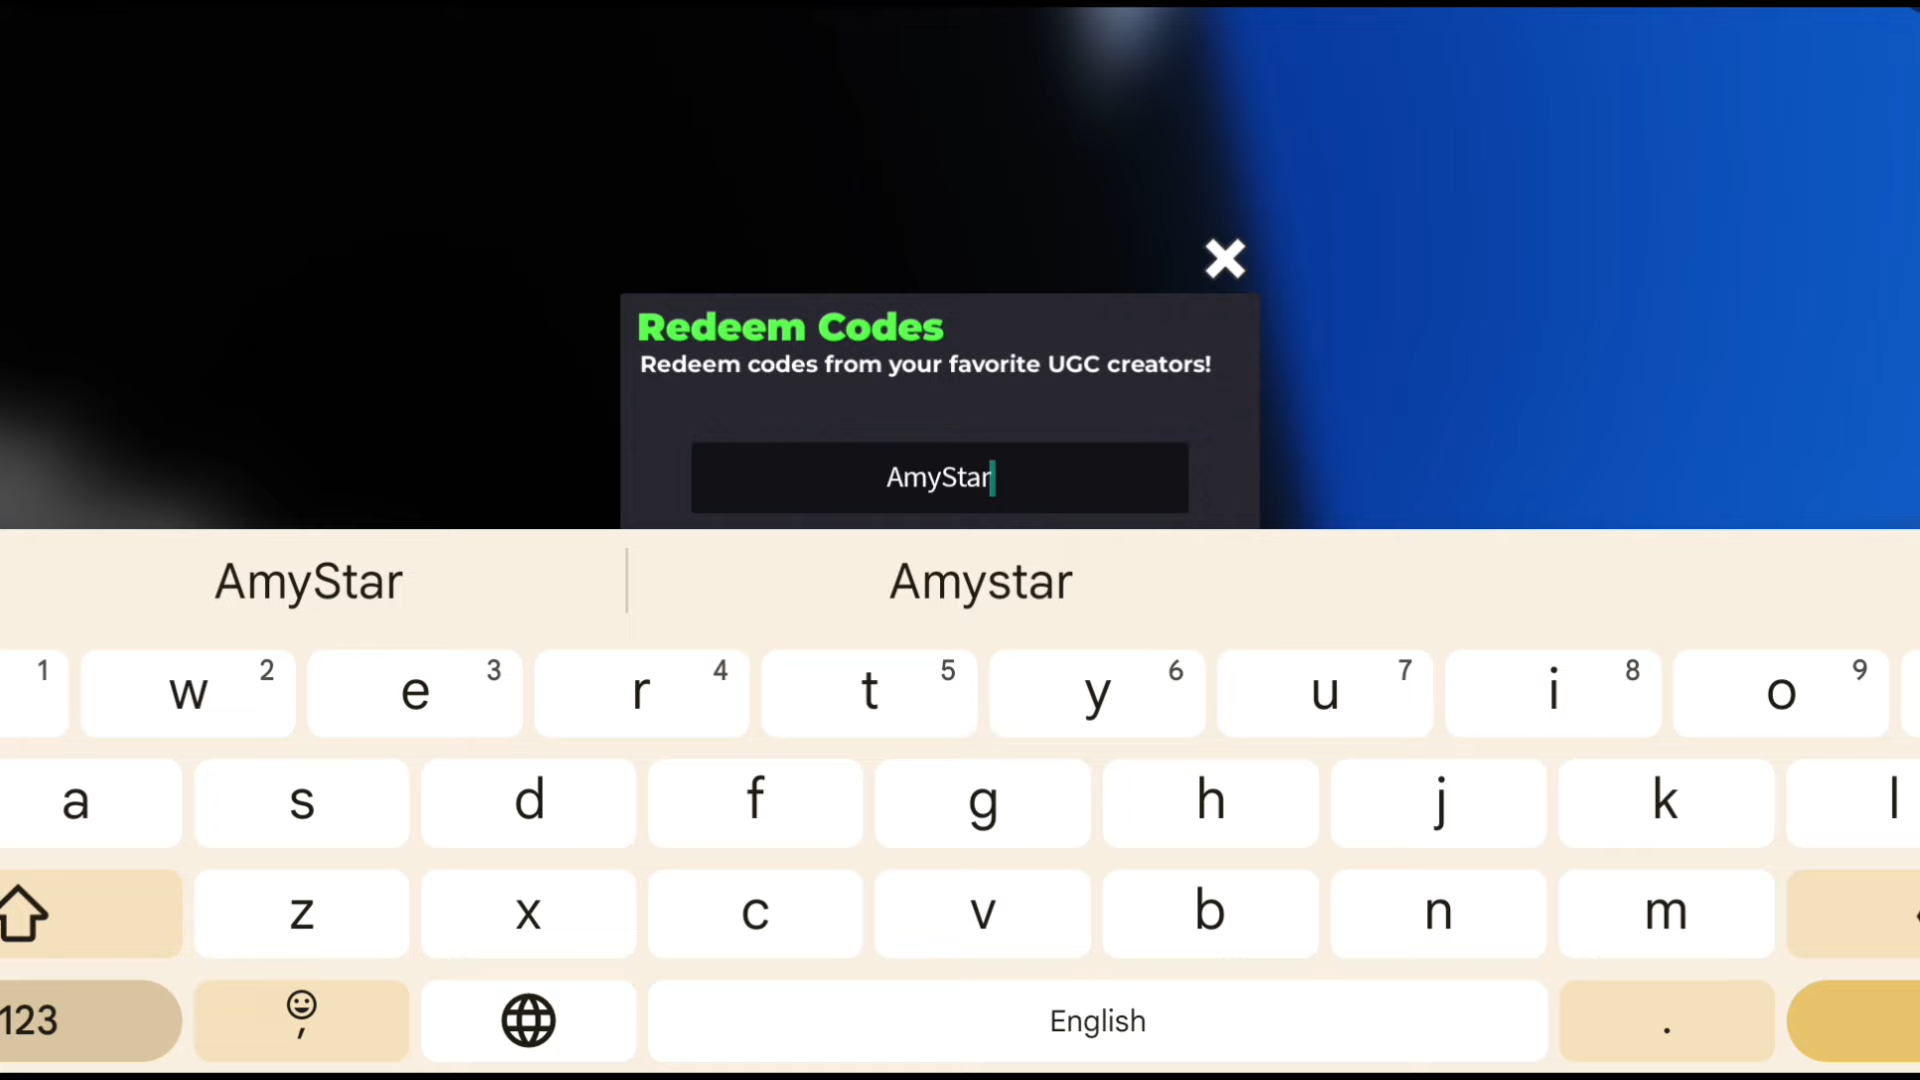 Redeem Codes
Redeem codes from your favorite UGC creators!
AmyStar
AmyStar Amystar
1 w 2 e 3 r 4 t 5 y 6 u 7 i 8 o 9
a s d f g h j k l
z x c v b n m
123 , English .